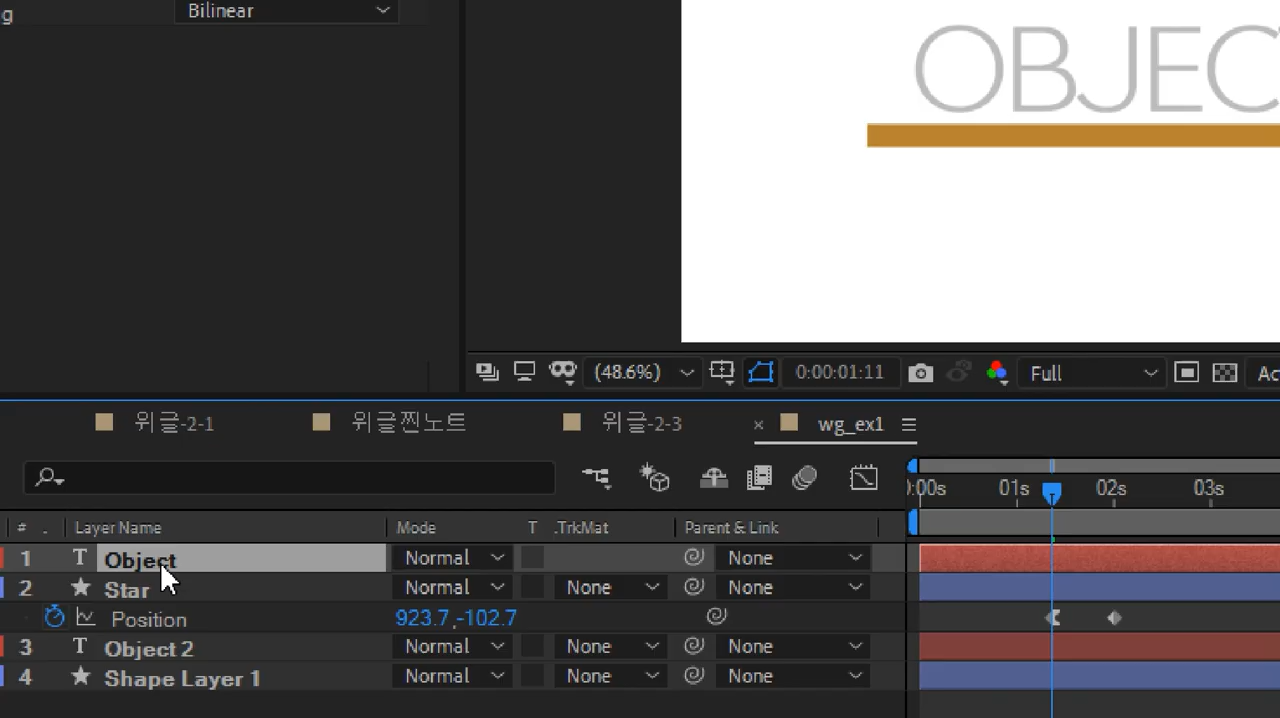 g
Bilinear
OBJEC
(48.6%)
0:00:01:11
Full
Ac
위글-2-1
위글찐노트
위글-2-3
× wg_ex1
:00s 01s 02s 03s
# . Layer Name Mode T .TrkMat Parent & Link
1 T Object Normal None
2 Star Normal None None
Position 923.7,-102.7
3 T Object 2 Normal None None
4 Shape Layer 1 Normal None None